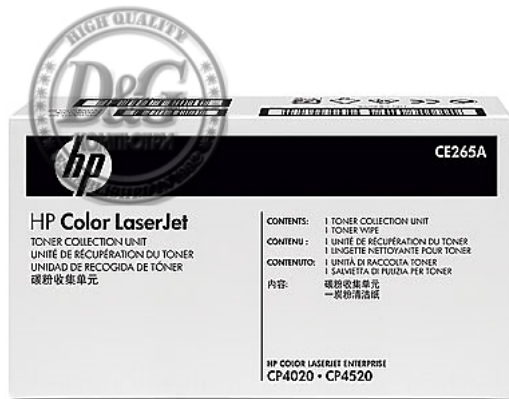 HIGH QUALITY
D&G
КОМПЮТРИ
hp
CE265A
HP Color LaserJet
TONER COLLECTION UNIT
UNITÉ DE RÉCUPÉRATION DU TONER
UNIDAD DE RECOGIDA DE TÓNER
碳粉收集单元
CONTENTS: 1 TONER COLLECTION UNIT
1 TONER WIPE
CONTENU : 1 UNITÉ DE RÉCUPÉRATION DU TONER
1 LINGETTE NETTOYANTE POUR TONER
CONTENUTO: 1 UNITÀ DI RACCOLTA TONER
1 SALVIETTA DI PULIZIA PER TONER
内容: 碳粉收集单元
一炭粉清洁纸
HP COLOR LASERJET ENTERPRISE
CP4020 • CP4520